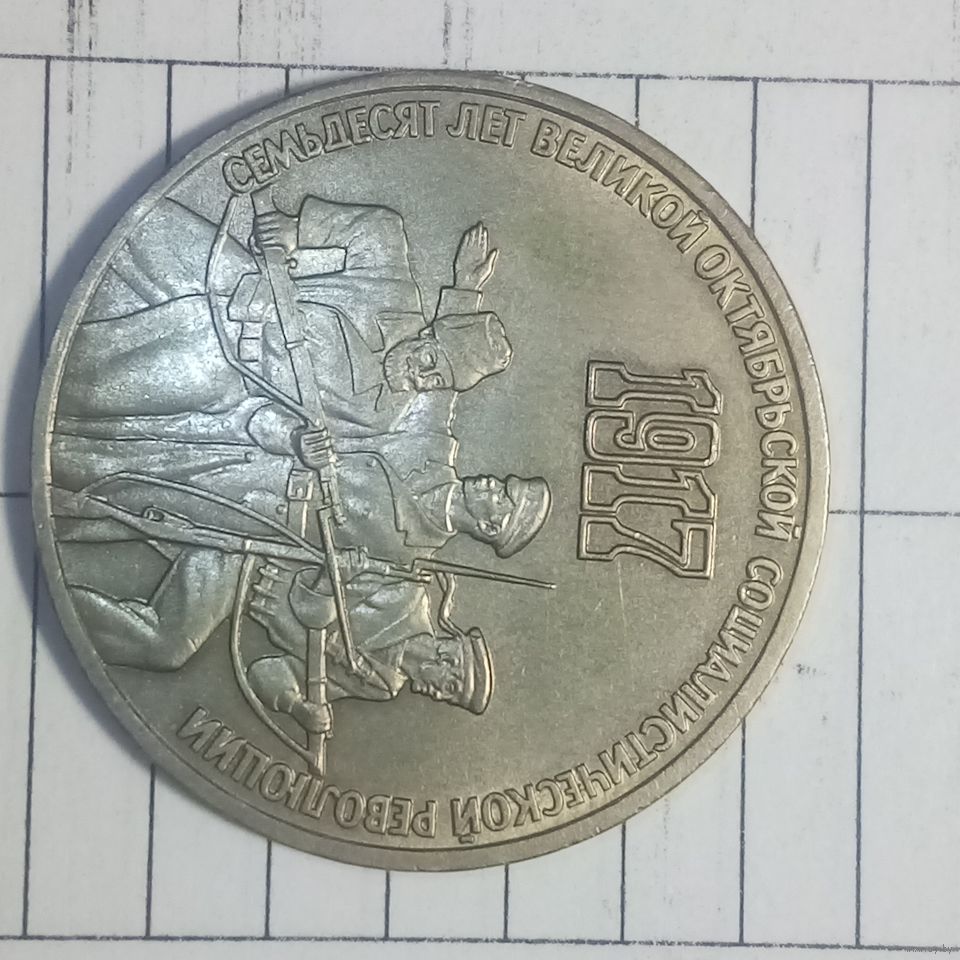 СЕМЬДЕСЯТ ЛЕТ ВЕЛИКОЙ ОКТЯБРЬСКОЙ СОЦИАЛИСТИЧЕСКОЙ РЕВОЛЮЦИИ
1917